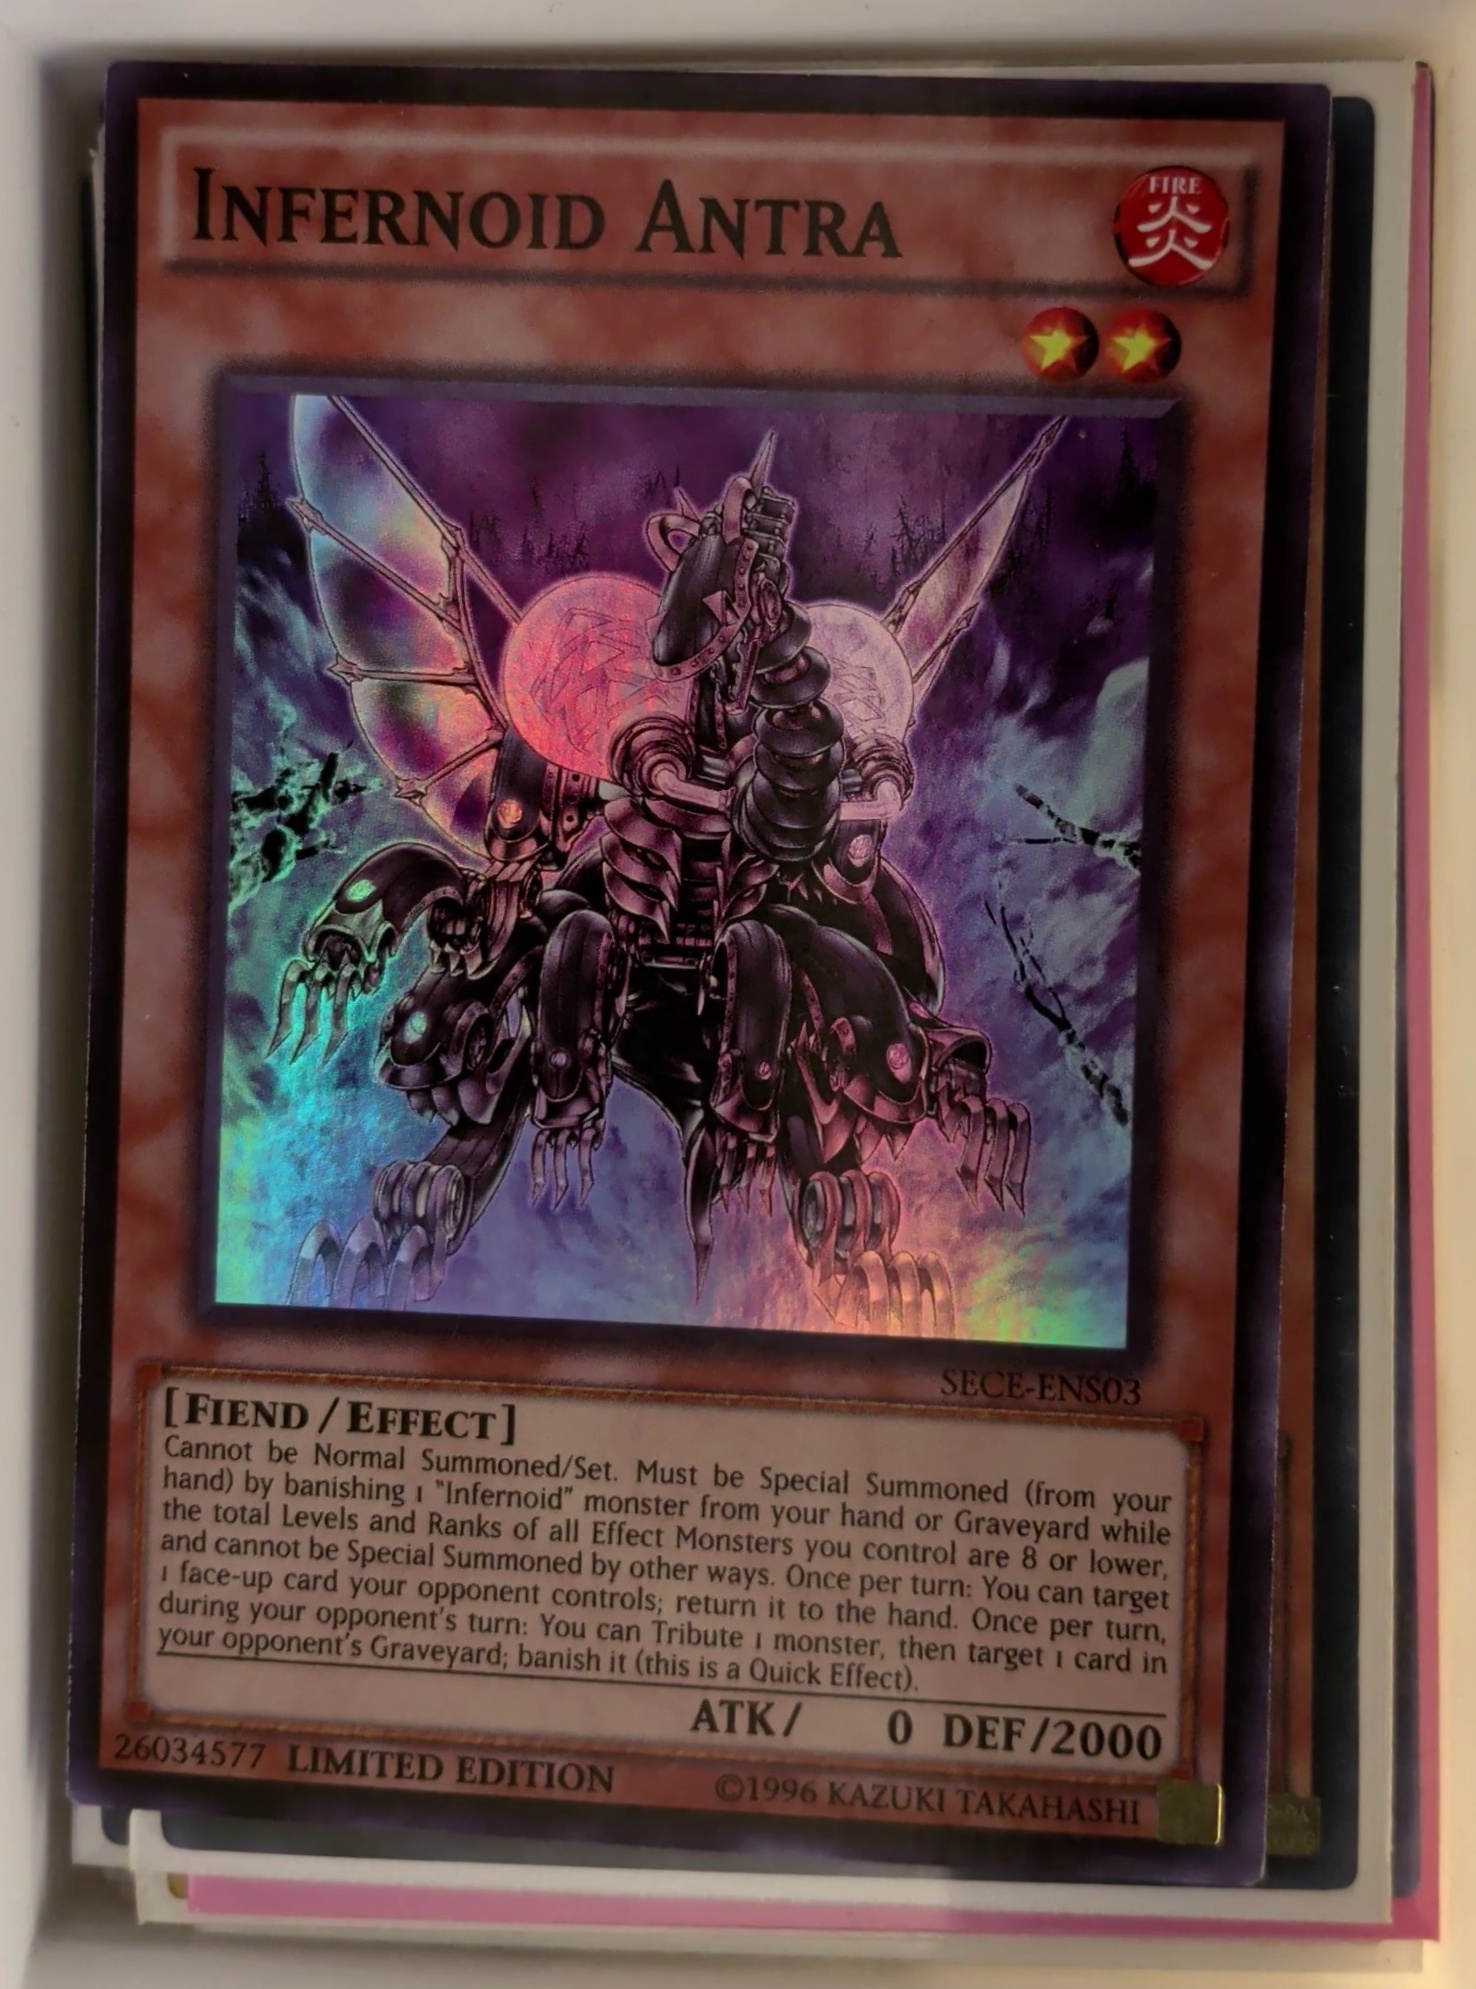 INFERNOID ANTRA
FIRE
炎
SECE-ENS03
[FIEND/EFFECT]
Cannot be Normal Summoned/Set. Must be Special Summoned (from your
hand) by banishing 1 "Infernoid" monster from your hand or Graveyard while
the total Levels and Ranks of all Effect Monsters you control are 8 or lower,
and cannot be Special Summoned by other ways. Once per turn: You can target
1 face-up card your opponent controls; return it to the hand. Once per turn,
during your opponent's turn: You can Tribute 1 monster, then target 1 card in
your opponent's Graveyard; banish it (this is a Quick Effect).
ATK/ 0 DEF/2000
26034577 LIMITED EDITION ©1996 KAZUKI TAKAHASHI